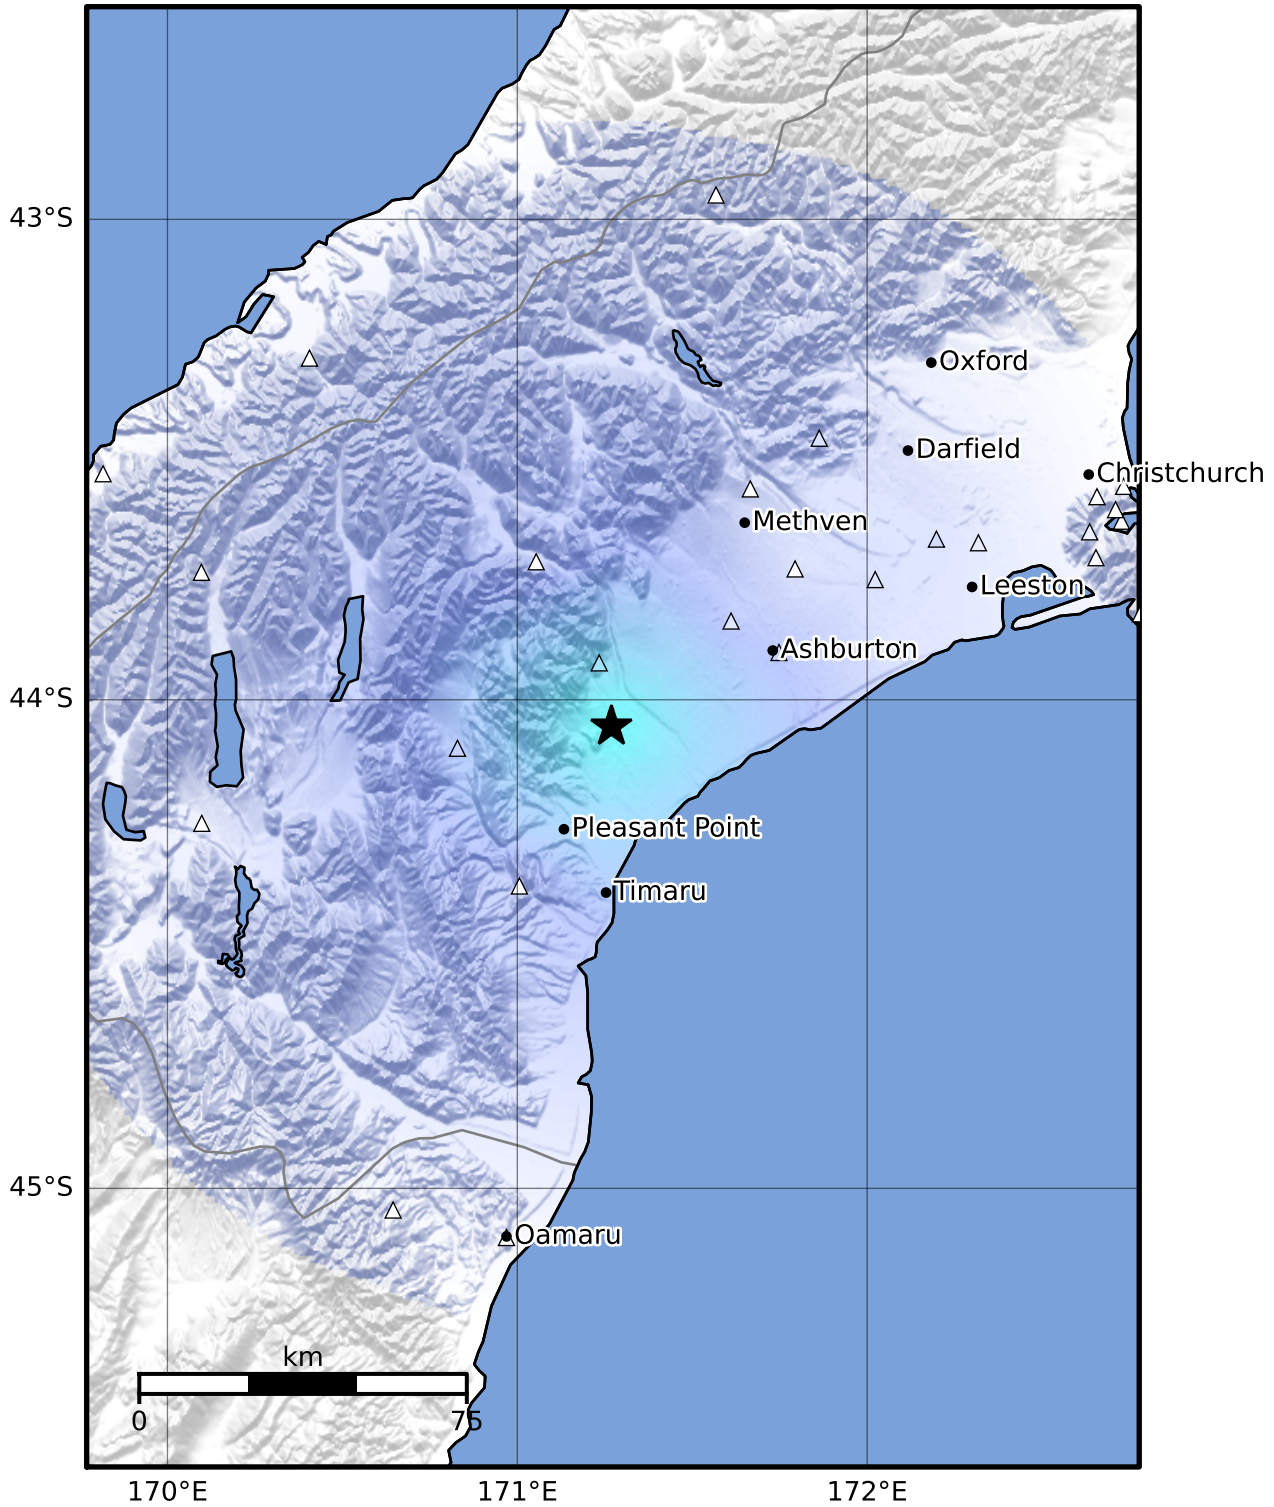 43°S
Oxford
Darfield
Christchurch
Methven
Leeston
Ashburton
44°S
Pleasant Point
Timaru
45°S
Oamaru
km
0
75
170°E
171°E
172°E